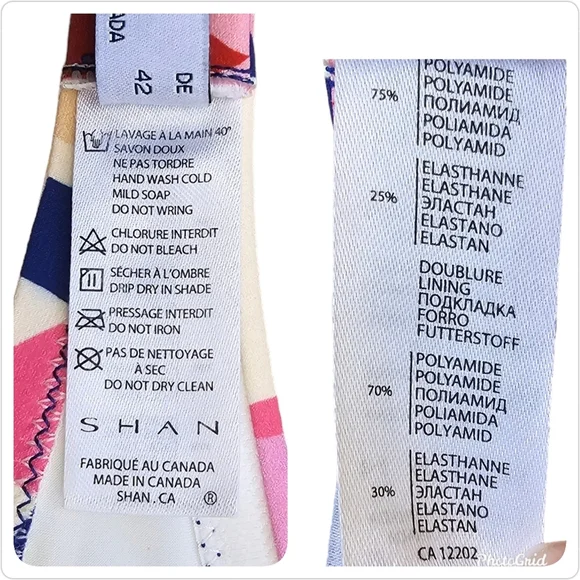 ADA
DE
42
LAVAGE À LA MAIN 40°
SAVON DOUX
NE PAS TORDRE
HAND WASH COLD
MILD SOAP
DO NOT WRING
CHLORURE INTERDIT
DO NOT BLEACH
SÉCHER À L'OMBRE
DRIP DRY IN SHADE
PRESSAGE INTERDIT
DO NOT IRON
PAS DE NETTOYAGE
À SEC
DO NOT DRY CLEAN
SHAN
FABRIQUÉ AU CANADA
MADE IN CANADA
SHAN.CA ®
POLYAMIDE
75% POLYAMIDE
ПОЛИАМИД
POLIAMIDA
POLYAMID
ELASTHANNE
ELASTHANE
25% ЭЛАСТАН
ELASTANO
ELASTAN
DOUBLURE
LINING
ПОДКЛАДКА
FORRO
FUTTERSTOFF
POLYAMIDE
POLYAMIDE
70% ПОЛИАМИД
POLIAMIDA
POLYAMID
ELASTHANNE
ELASTHANE
30% ЭЛАСТАН
ELASTANO
ELASTAN
CA 12202
PhotoGrid